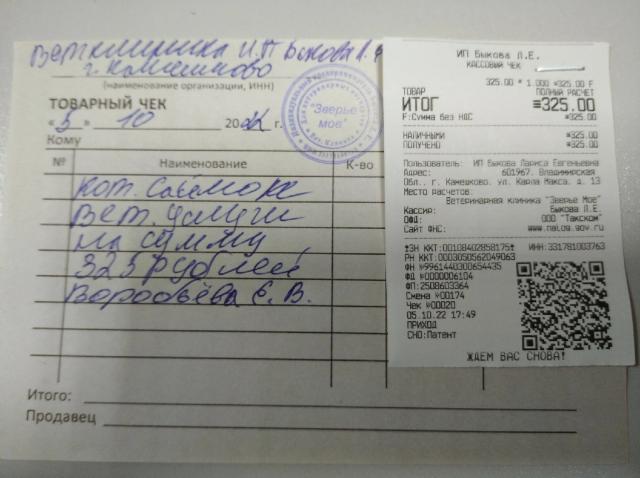 Ветклиника И.П Быкова Л.Е
г. Камешково
(наименование организации, ИНН)
ТОВАРНЫЙ ЧЕК
«5» 10 2022 г.
Кому
"Зверье мое"
№ Наименование К-во
кот
Вет. услуги
на сумму
325 рублей
Воробьёва Е. В.
Итого:
Продавец
ИП Быкова Л.Е.
КАССОВЫЙ ЧЕК
325.00 * 1.000 =325.00 F
ТОВАР ПОЛНЫЙ РАСЧЕТ
ИТОГ =325.00
F:Сумма без НДС =325.00
НАЛИЧНЫМИ =325.00
ПОЛУЧЕНО =325.00
Пользователь: ИП Быкова Лариса Евгеньевна
Адрес: 601967, Владимирская
Обл., г. Камешково, ул. Карла Макса, д. 13
Место расчетов:
Ветеринарная клиника "Зверье Мое"
Кассир: Быкова Л.Е.
ОФД: ООО "Такском"
Сайт ФНС: www.nalog.gov.ru
ЗН ККТ:00108402858175 ИНН:331781003763
РН ККТ:0003050562049063
ФН №9961440300654435
ФД №0000006104
ФП:2508603364
Смена №00174
Чек №00020
05.10.22 17:49
ПРИХОД
СНО:Патент
ЖДЕМ ВАС СНОВА!